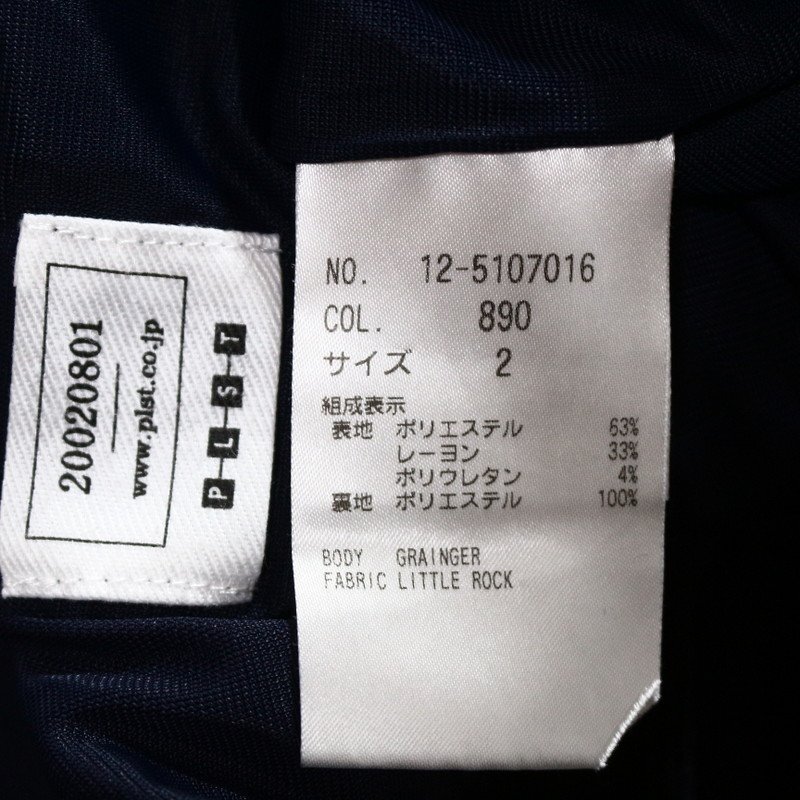 20020801
www.plst.co.jp
PLST
NO. 12-5107016
COL. 890
サイズ 2
組成表示
表地 ポリエステル 63%
レーヨン 33%
ポリウレタン 4%
裏地 ポリエステル 100%
BODY GRAINGER
FABRIC LITTLE ROCK